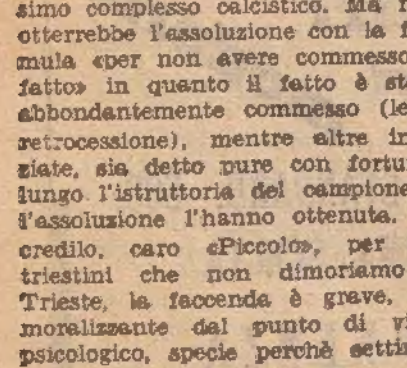 simo complesso calcistico. Ma
otterrebbe l'assoluzione con la
mula «per non avere commesso
fatto» in quanto il fatto è st
abbondantemente commesso (le
retrocessione), mentre altre in
ziate, sia detto pure con fortu
lungo l'istruttoria del campione
l'assoluzione l'hanno ottenuta.
credilo, caro «Piccolo», per
triestini che non dimoriamo
Trieste, la faccenda è grave,
moralizzante dal punto di vi
psicologico, specie perchè setti